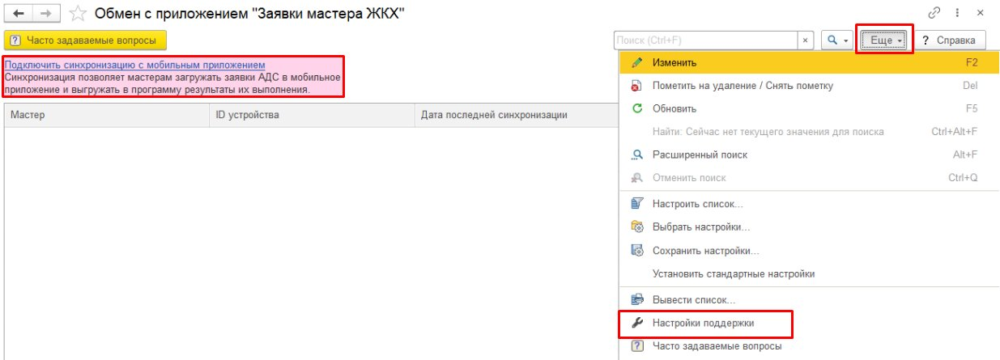 Обмен с приложением "Заявки мастера ЖКХ"
Часто задаваемые вопросы
Поиск (Ctrl+F)
Еще
? Справка
Подключить синхронизацию с мобильным приложением
Синхронизация позволяет мастерам загружать заявки АДС в мобильное
приложение и выгружать в программу результаты их выполнения.
Мастер ID устройства Дата последней синхронизации
Изменить F2
Пометить на удаление / Снять пометку Del
Обновить F5
Найти: Сейчас нет текущего значения для поиска Ctrl+Alt+F
Расширенный поиск Alt+F
Отменить поиск Ctrl+Q
Настроить список...
Выбрать настройки...
Сохранить настройки...
Установить стандартные настройки
Вывести список...
Настройки поддержки
Часто задаваемые вопросы